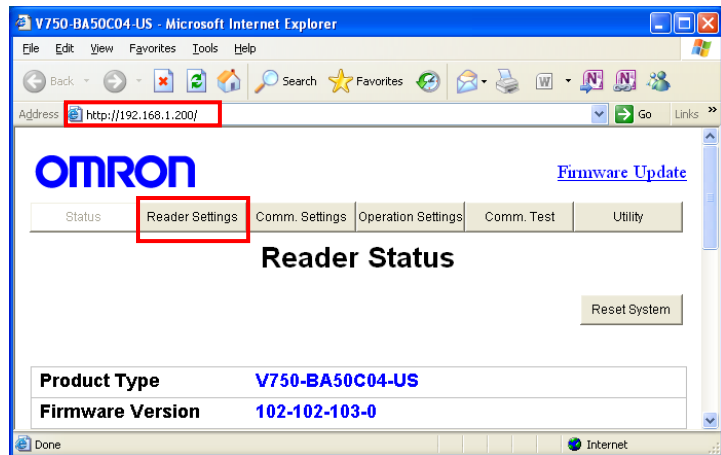 V750-BA50C04-US - Microsoft Internet Explorer
File Edit View Favorites Tools Help
Back Search Favorites W N N
Address http://192.168.1.200/ Go Links »
OMRON
Firmware Update
Status Reader Settings Comm. Settings Operation Settings Comm. Test Utility
Reader Status
Reset System
Product Type V750-BA50C04-US
Firmware Version 102-102-103-0
Done Internet